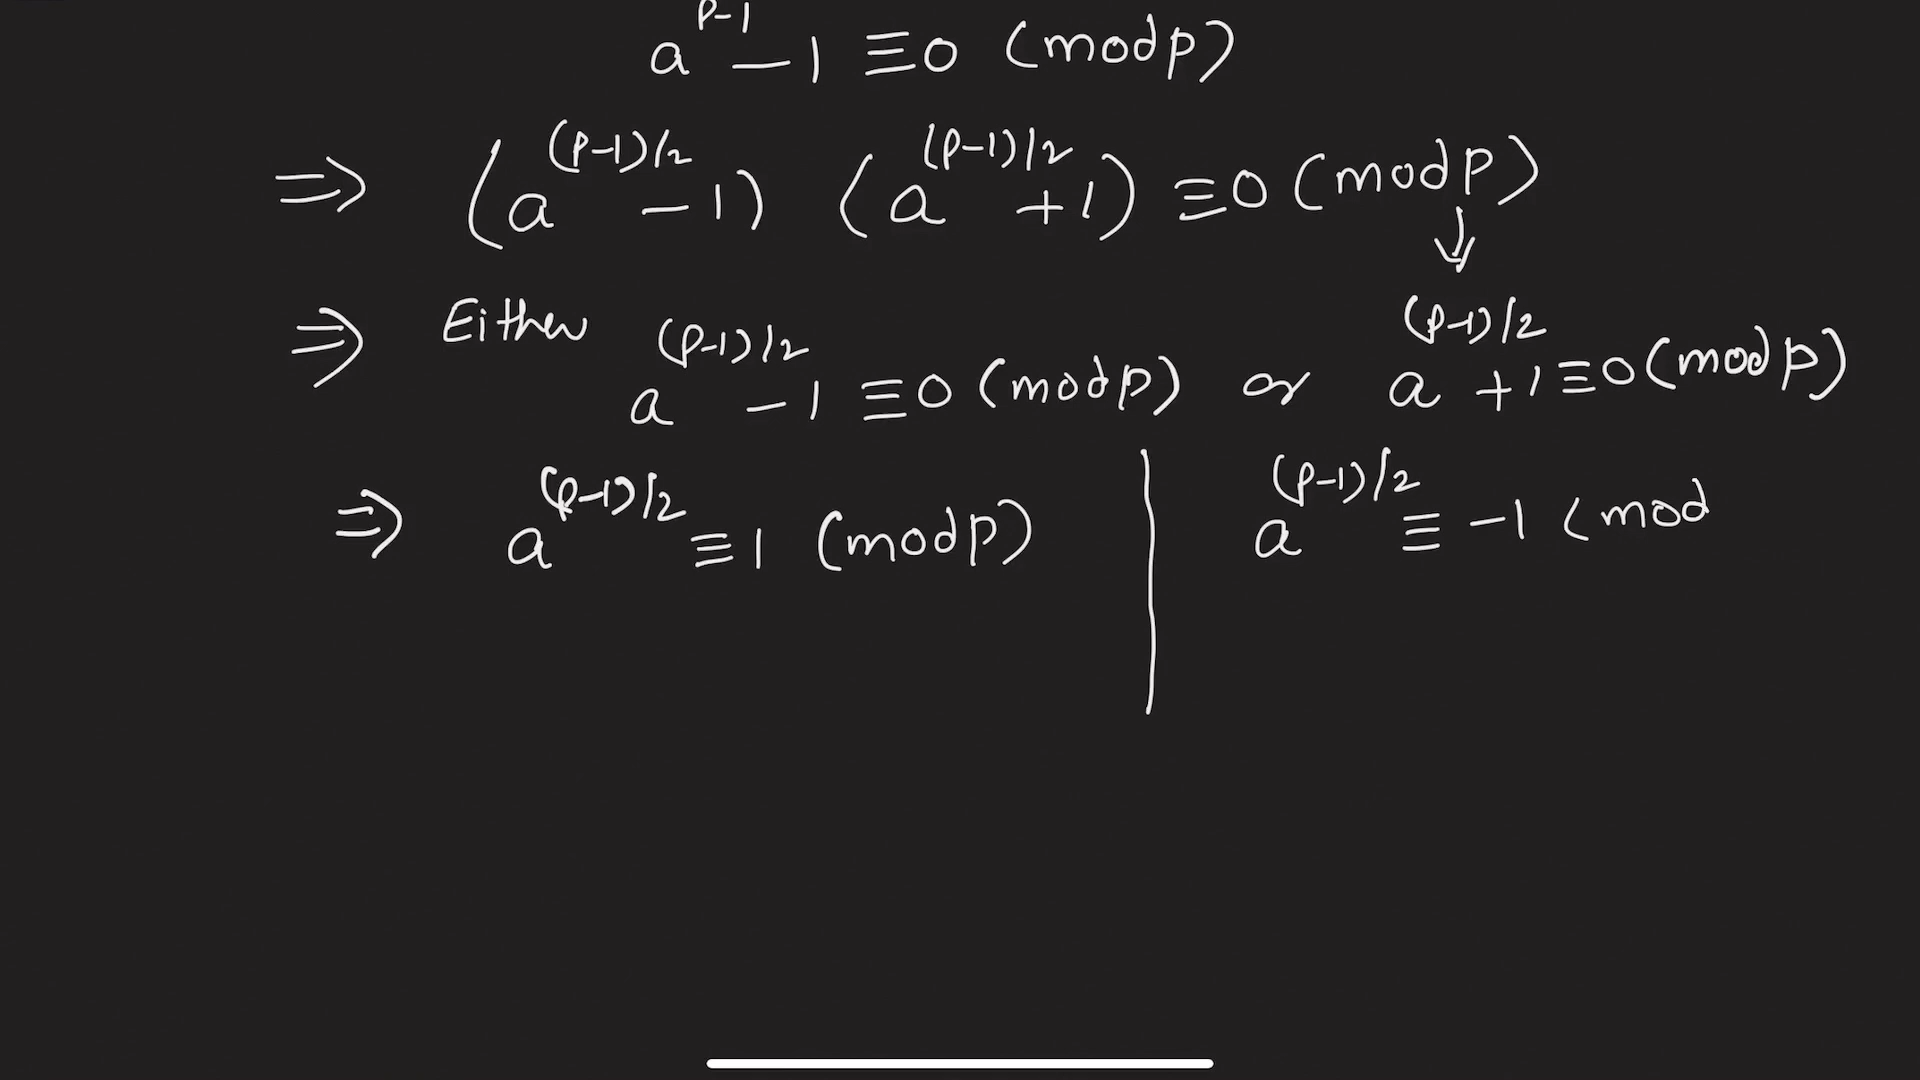 a^{p-1} - 1 ≡ 0 (mod p)
⇒ (a^{(p-1)/2} - 1) (a^{(p-1)/2} + 1) ≡ 0 (mod p)
↓
⇒ Either a^{(p-1)/2} - 1 ≡ 0 (mod p) or a^{(p-1)/2} + 1 ≡ 0 (mod p)
⇒ a^{(p-1)/2} ≡ 1 (mod p) | a^{(p-1)/2} ≡ -1 (mod